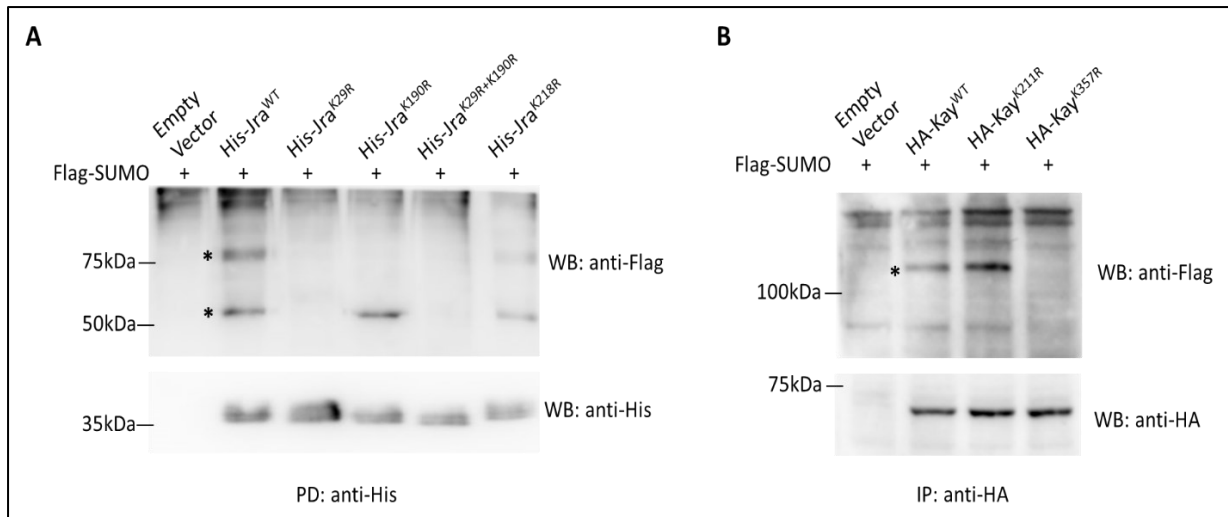 A
Empty
Vector
His-Jra^WT
His-Jra^K29R
His-Jra^K190R
His-Jra^K29R+K190R
His-Jra^K218R
Flag-SUMO + + + + + +
*
75kDa
WB: anti-Flag
*
50kDa
35kDa
WB: anti-His
PD: anti-His
B
Empty
Vector
HA-Kay^WT
HA-Kay^K211R
HA-Kay^K357R
Flag-SUMO + + + +
*
WB: anti-Flag
100kDa
75kDa
WB: anti-HA
IP: anti-HA